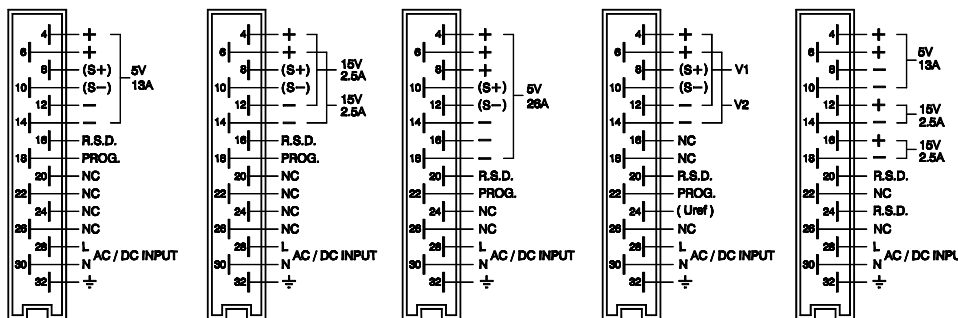 4 +
6 +
8 (S+)
10 (S−)
12 −
14 −
5V
13A
16 R.S.D.
18 PROG.
20 NC
22 NC
24 NC
26 NC
28 L
AC / DC INPUT
30 N
32
4 +
6 +
8 (S+)
10 (S−)
12 −
14 −
15V
2.5A
15V
2.5A
16 R.S.D.
18 PROG.
20 NC
22 NC
24 NC
26 NC
28 L
AC / DC INPUT
30 N
32
4 +
6 +
8 +
10 (S+)
12 (S−)
14 −
16 −
18 −
5V
26A
20 R.S.D.
22 PROG.
24 NC
26 NC
28 L
AC / DC INPUT
30 N
32
4 +
6 +
8 (S+)
10 (S−)
12 −
14 −
V1
V2
16 NC
18 NC
20 R.S.D.
22 PROG.
24 (Uref)
26 NC
28 L
AC / DC INPUT
30 N
32
4 +
6 +
8 −
10 −
5V
13A
12 +
14 −
15V
2.5A
16 +
18 −
15V
2.5A
20 R.S.D.
22 NC
24 R.S.D.
26 NC
28 L
AC / DC INPU
30 N
32